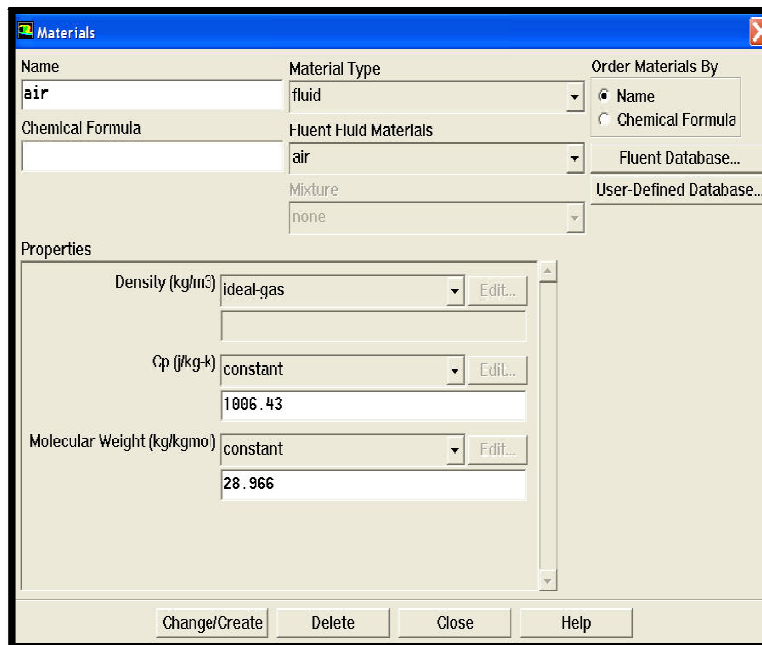 Materials
Name
air
Chemical Formula
Material Type
fluid
Fluent Fluid Materials
air
Mixture
none
Order Materials By
Name
Chemical Formula
Fluent Database...
User-Defined Database...
Properties
Density (kg/m3) ideal-gas Edit...
Cp (j/kg-k) constant Edit...
1006.43
Molecular Weight (kg/kgmol) constant Edit...
28.966
Change/Create Delete Close Help